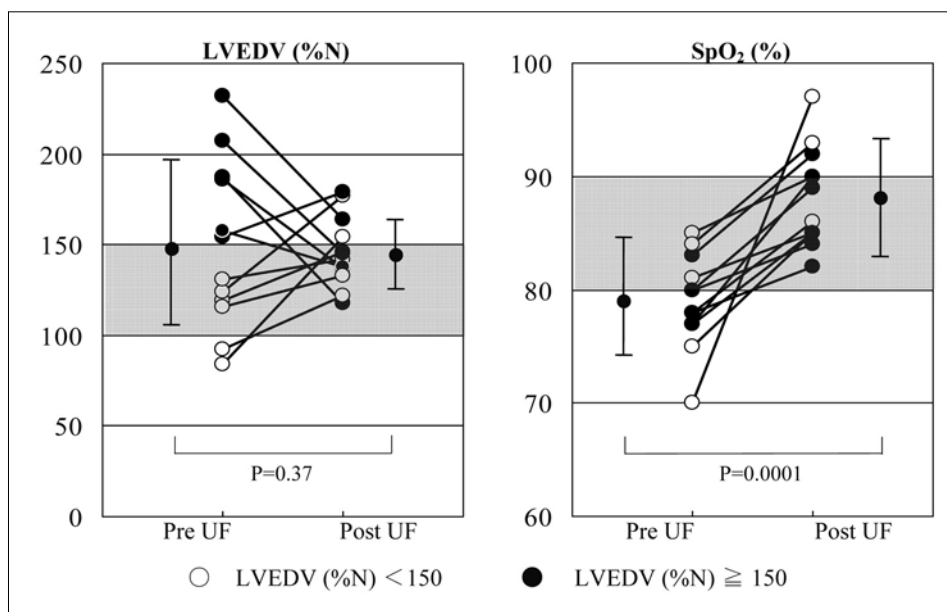 LVEDV (%N)
250
200
150
100
50
0
P=0.37
Pre UF Post UF
SpO₂ (%)
100
90
80
70
60
P=0.0001
Pre UF Post UF
LVEDV (%N) <150
LVEDV (%N) ≧ 150